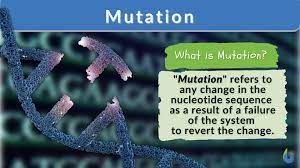 Mutation
What is Mutation?
"Mutation" refers to
any change in the
nucleotide sequence
as a result of a failure
of the system
to revert the change.